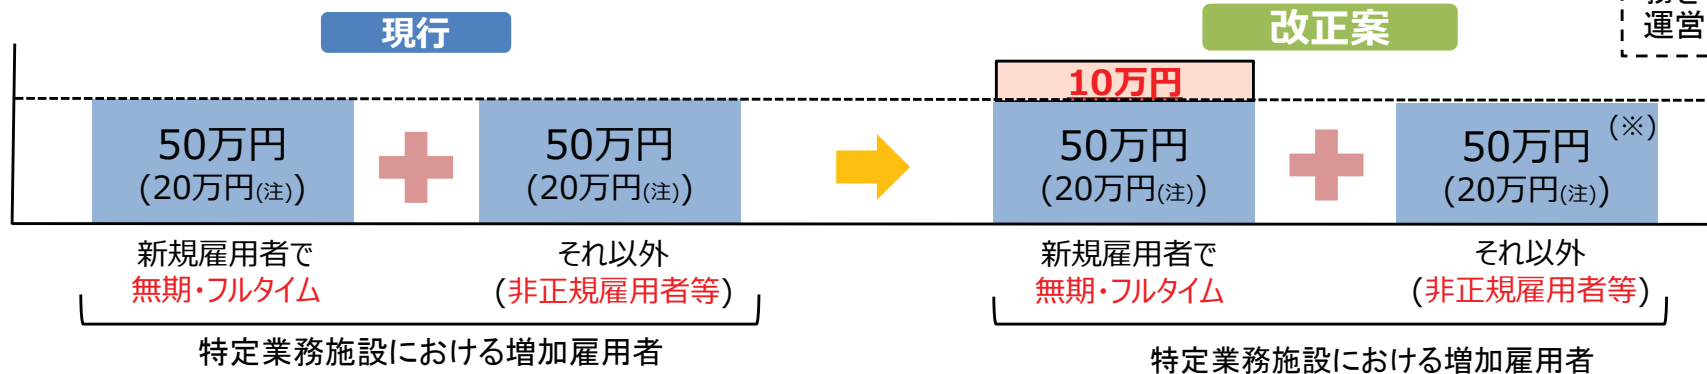 現行
50万円
(20万円(注))
50万円
(20万円(注))
新規雇用者で
無期・フルタイム
それ以外
(非正規雇用者等)
特定業務施設における増加雇用者
改正案
10万円
50万円
(20万円(注))
50万円(※)
(20万円(注))
新規雇用者で
無期・フルタイム
それ以外
(非正規雇用者等)
特定業務施設における増加雇用者
運営